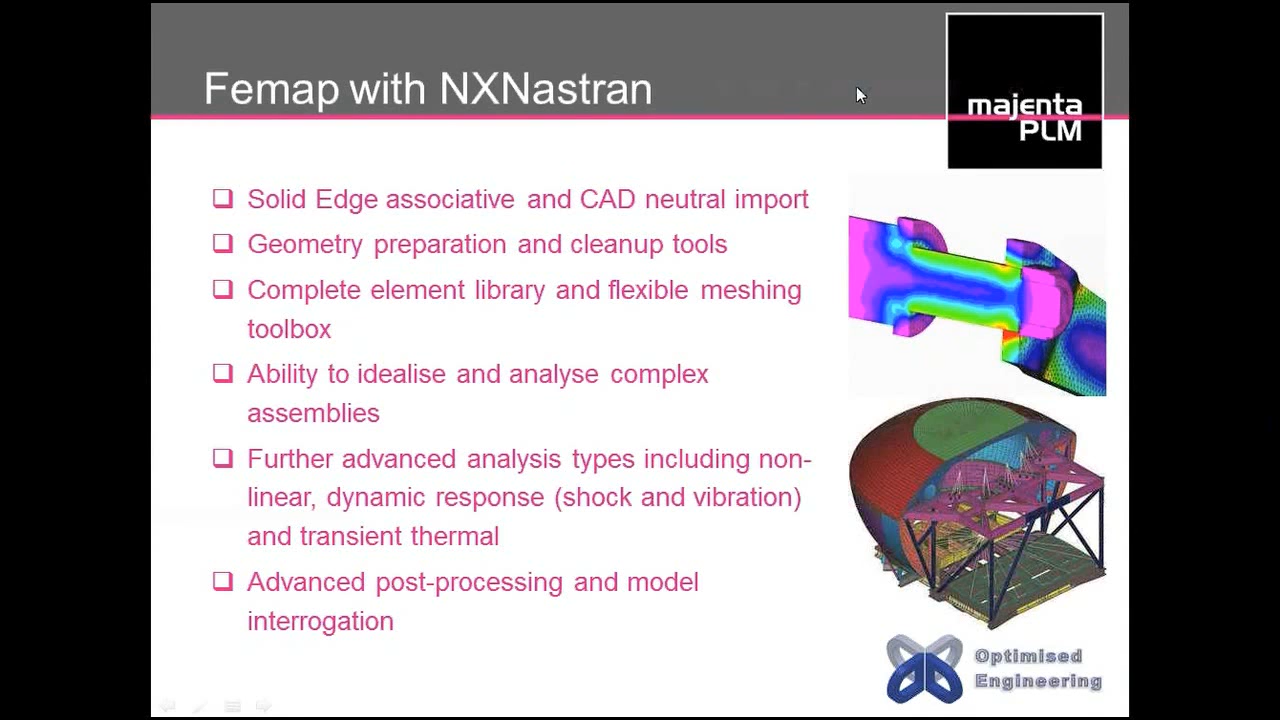 Femap with NXNastran
majenta
PLM
Solid Edge associative and CAD neutral import
Geometry preparation and cleanup tools
Complete element library and flexible meshing
toolbox
Ability to idealise and analyse complex
assemblies
Further advanced analysis types including non-
linear, dynamic response (shock and vibration)
and transient thermal
Advanced post-processing and model
interrogation
Optimised
Engineering